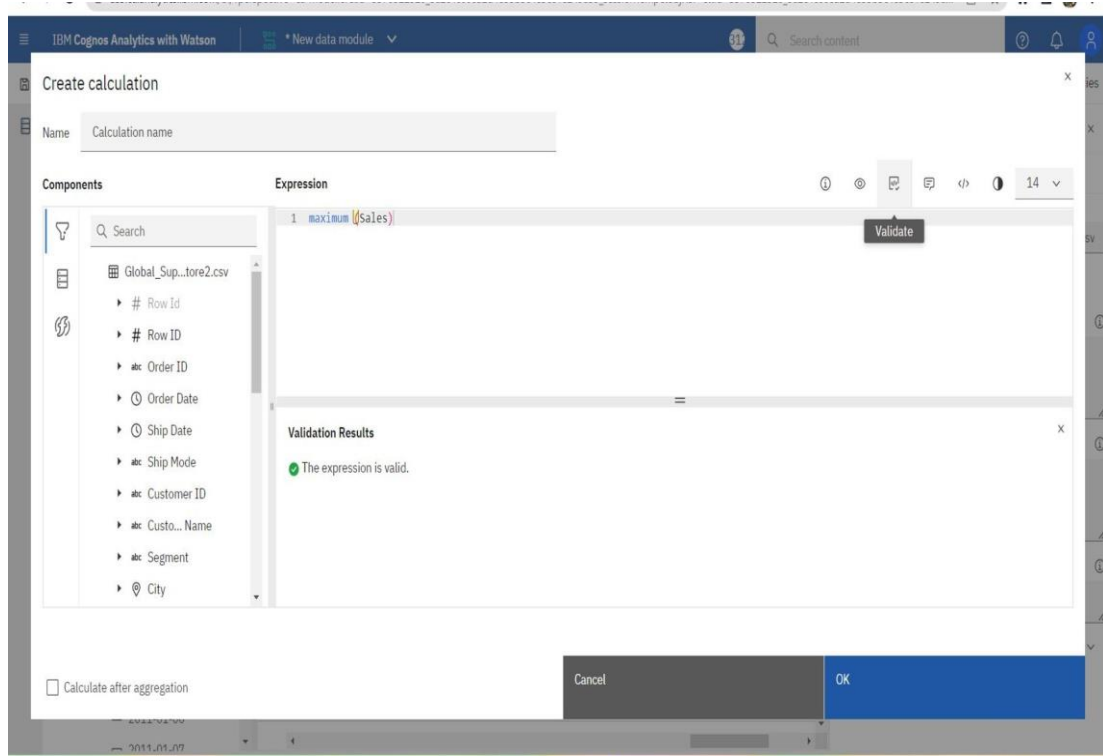 IBM Cognos Analytics with Watson
* New data module
31
Search content
Create calculation
x
ies
Name
Calculation name
x
Components
Expression
14
Search
1 maximum (Sales)
Validate
sv
Global_Sup...tore2.csv
# Row Id
# Row ID
abc Order ID
Order Date
Ship Date
Validation Results
x
abc Ship Mode
The expression is valid.
abc Customer ID
abc Custo... Name
abc Segment
City
Calculate after aggregation
Cancel
OK
2011-01-07